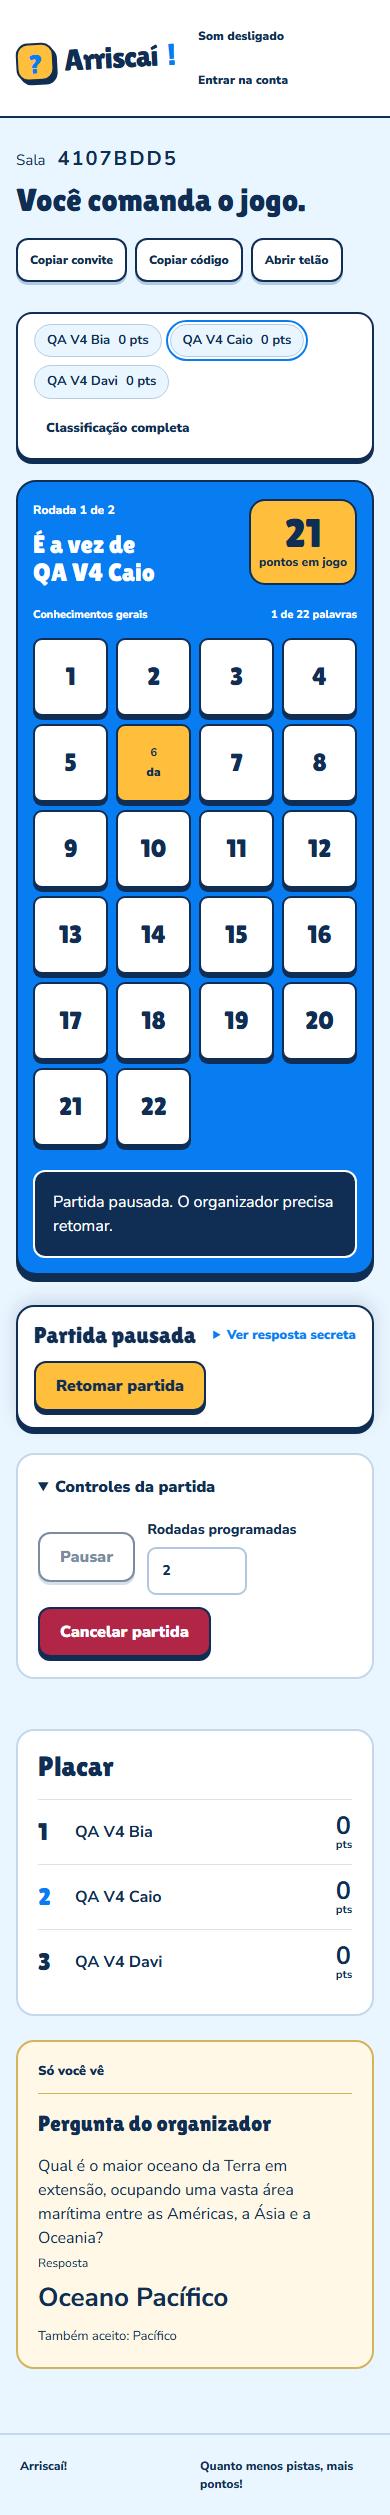 ? Arriscaí !
Som desligado
Entrar na conta
Sala 4107BDD5
Você comanda o jogo.
Copiar convite
Copiar código
Abrir telão
QA V4 Bia 0 pts
QA V4 Caio 0 pts
QA V4 Davi 0 pts
Classificação completa
Rodada 1 de 2
É a vez de
QA V4 Caio
21
pontos em jogo
Conhecimentos gerais
1 de 22 palavras
1
2
3
4
5
6
da
7
8
9
10
11
12
13
14
15
16
17
18
19
20
21
22
Partida pausada. O organizador precisa
retomar.
Partida pausada
Ver resposta secreta
Retomar partida
Controles da partida
Pausar
Rodadas programadas
2
Cancelar partida
Placar
1 QA V4 Bia 0
pts
2 QA V4 Caio 0
pts
3 QA V4 Davi 0
pts
Só você vê
Pergunta do organizador
Qual é o maior oceano da Terra em
extensão, ocupando uma vasta área
marítima entre as Américas, a Ásia e a
Oceania?
Resposta
Oceano Pacífico
Também aceito: Pacífico
Arriscaí!
Quanto menos pistas, mais
pontos!